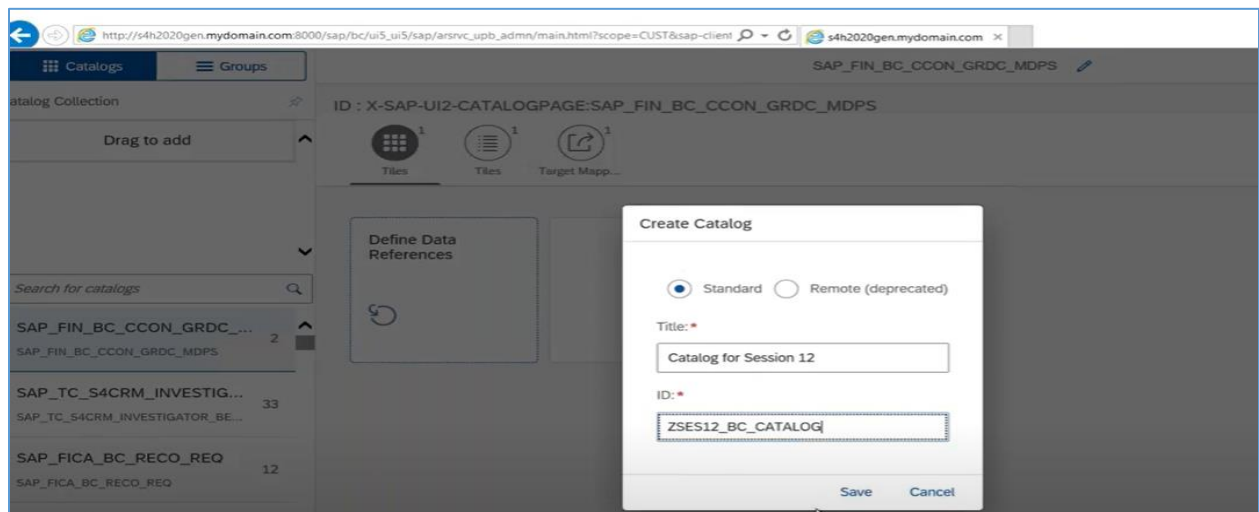 http://s4h2020gen.mydomain.com:8000/sap/bc/ui5_ui5/sap/arsrvc_upb_admn/main.html?scope=CUST&sap-client
s4h2020gen.mydomain.com
Catalogs
Groups
SAP_FIN_BC_CCON_GRDC_MDPS
atalog Collection
ID : X-SAP-UI2-CATALOGPAGE:SAP_FIN_BC_CCON_GRDC_MDPS
Drag to add
1
1
1
Tiles
Tiles
Target Mapp...
Define Data
References
Search for catalogs
SAP_FIN_BC_CCON_GRDC_...
2
SAP_FIN_BC_CCON_GRDC_MDPS
SAP_TC_S4CRM_INVESTIG...
33
SAP_TC_S4CRM_INVESTIGATOR_BE...
SAP_FICA_BC_RECO_REQ
12
SAP_FICA_BC_RECO_REQ
Create Catalog
Standard
Remote (deprecated)
Title:*
Catalog for Session 12
ID:*
ZSES12_BC_CATALOG
Save
Cancel